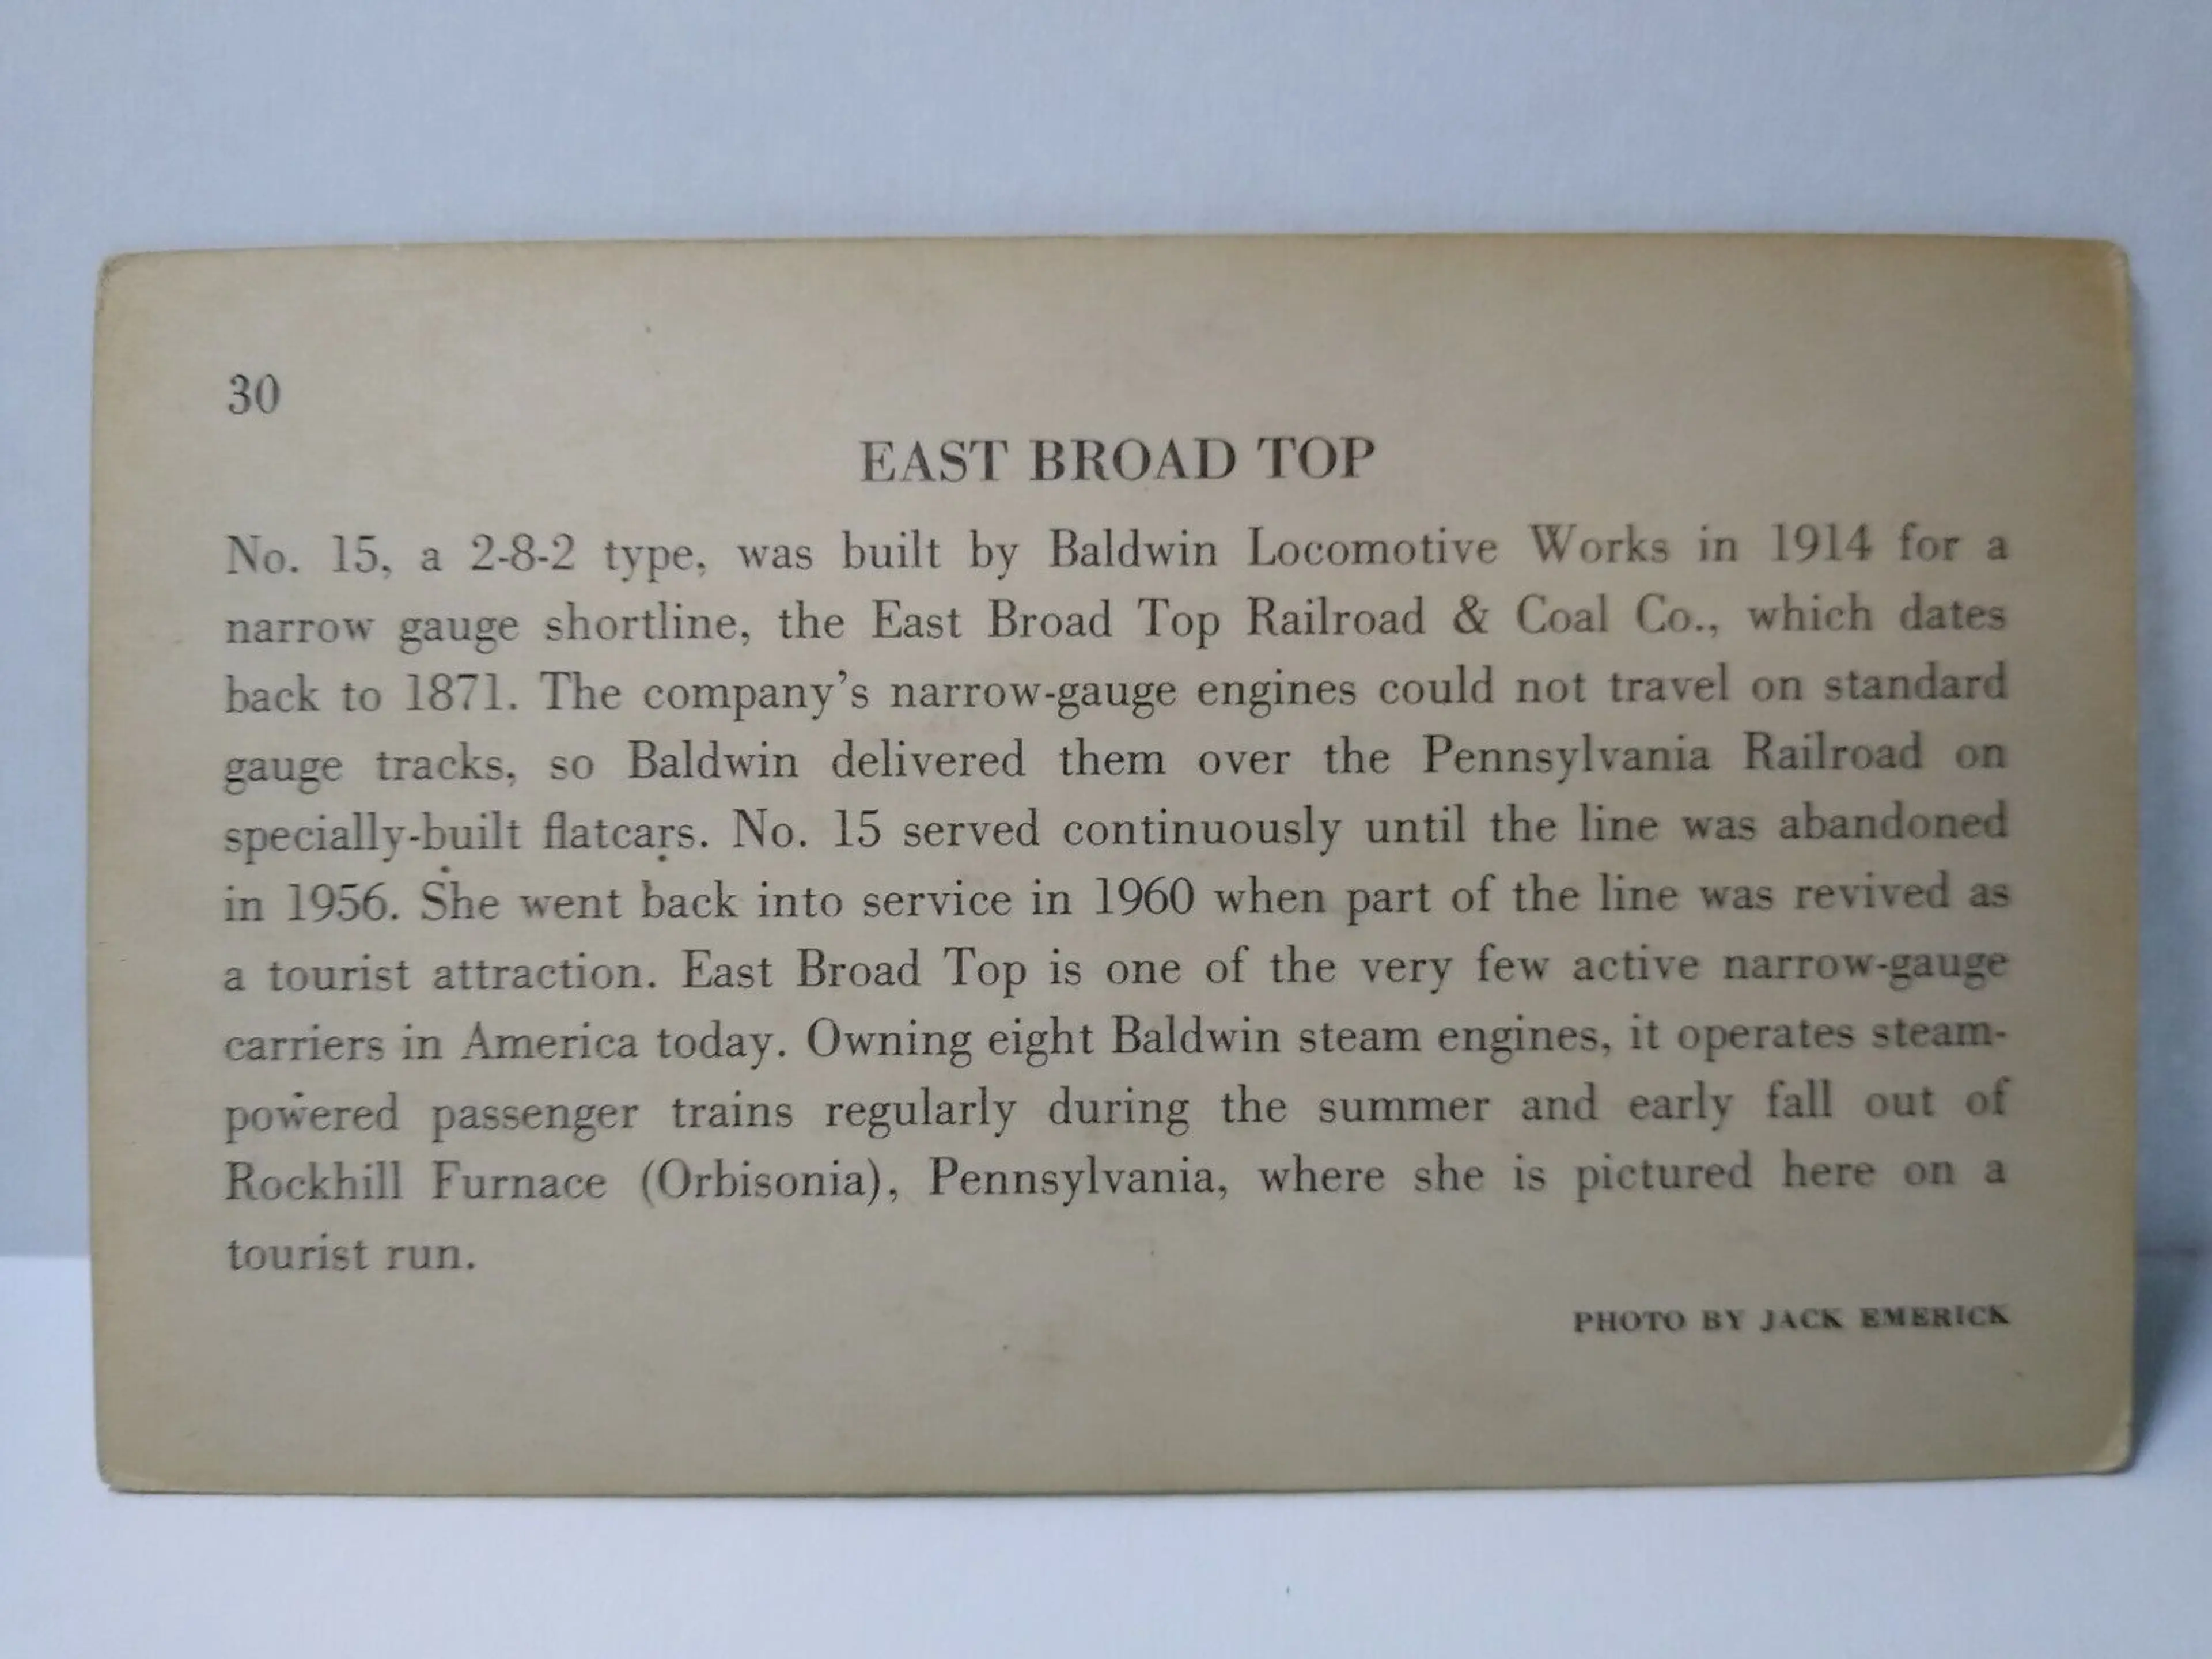 30
EAST BROAD TOP
No. 15, a 2-8-2 type, was built by Baldwin Locomotive Works in 1914 for a
narrow gauge shortline, the East Broad Top Railroad & Coal Co., which dates
back to 1871. The company's narrow-gauge engines could not travel on standard
gauge tracks, so Baldwin delivered them over the Pennsylvania Railroad on
specially-built flatcars. No. 15 served continuously until the line was abandoned
in 1956. She went back into service in 1960 when part of the line was revived as
a tourist attraction. East Broad Top is one of the very few active narrow-gauge
carriers in America today. Owning eight Baldwin steam engines, it operates steam-
powered passenger trains regularly during the summer and early fall out of
Rockhill Furnace (Orbisonia), Pennsylvania, where she is pictured here on a
tourist run.
PHOTO BY JACK EMERICK